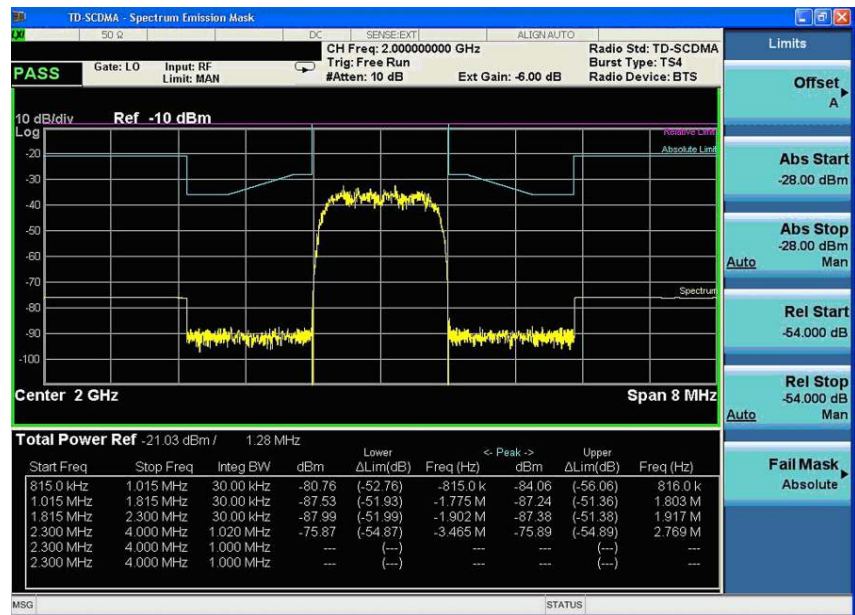 TD-SCDMA - Spectrum Emission Mask
LXI 50 Ω DC SENSE:EXT ALIGN AUTO
PASS
Gate: LO Input: RF
Limit: MAN
CH Freq: 2.000000000 GHz
Trig: Free Run
#Atten: 10 dB Ext Gain: -6.00 dB
Radio Std: TD-SCDMA
Burst Type: TS4
Radio Device: BTS
10 dB/div Ref -10 dBm
Log
Relative Limit
Absolute Limit
-20
-30
-40
-50
-60
-70
Spectrum
-80
-90
-100
Center 2 GHz Span 8 MHz
Total Power Ref -21.03 dBm / 1.28 MHz
Lower <- Peak -> Upper
Start Freq Stop Freq Integ BW dBm ΔLim(dB) Freq (Hz) dBm ΔLim(dB) Freq (Hz)
815.0 kHz 1.015 MHz 30.00 kHz -80.76 (-52.76) -815.0 k -84.06 (-56.06) 816.0 k
1.015 MHz 1.815 MHz 30.00 kHz -87.53 (-51.93) -1.775 M -87.24 (-51.36) 1.803 M
1.815 MHz 2.300 MHz 30.00 kHz -87.99 (-51.99) -1.902 M -87.38 (-51.38) 1.917 M
2.300 MHz 4.000 MHz 1.020 MHz -75.87 (-54.87) -3.465 M -75.89 (-54.89) 2.769 M
2.300 MHz 4.000 MHz 1.000 MHz --- (---) --- --- (---) ---
2.300 MHz 4.000 MHz 1.000 MHz --- (---) --- --- (---) ---
MSG STATUS
Limits
Offset
A
Abs Start
-28.00 dBm
Abs Stop
-28.00 dBm
Auto Man
Rel Start
-54.000 dB
Rel Stop
-54.000 dB
Auto Man
Fail Mask
Absolute